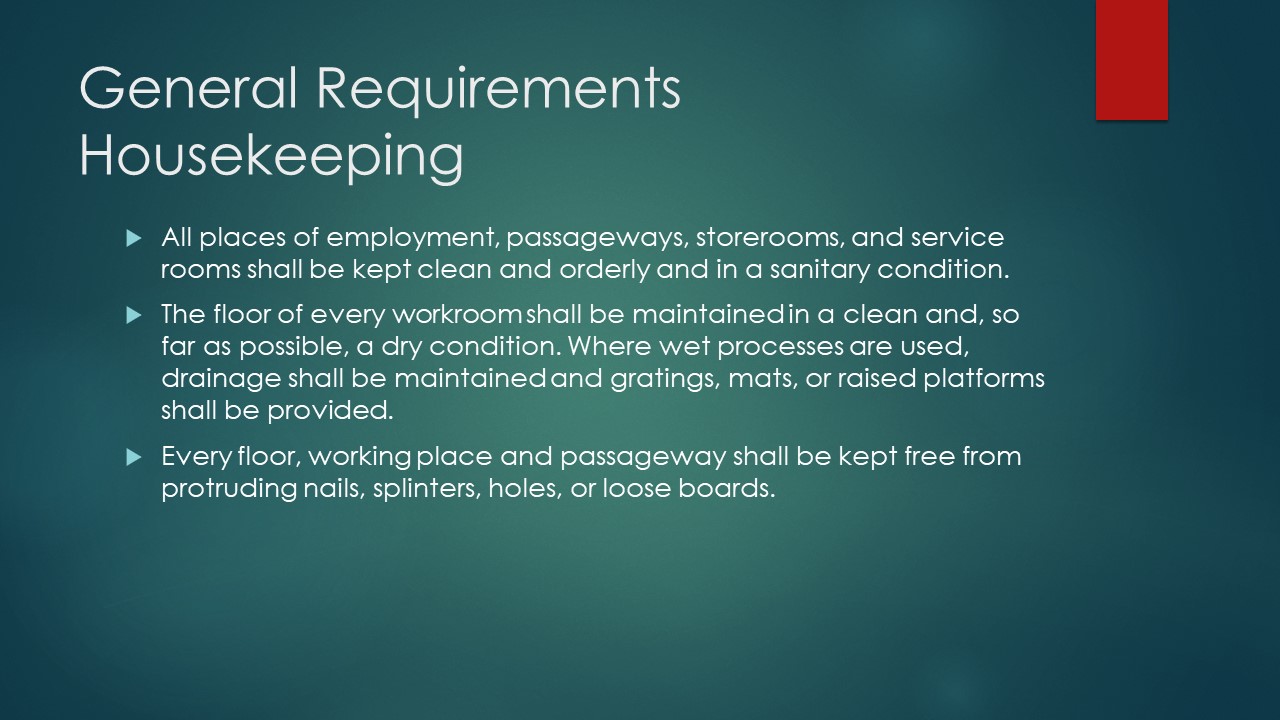 General Requirements
Housekeeping
All places of employment, passageways, storerooms, and service
rooms shall be kept clean and orderly and in a sanitary condition.
The floor of every workroom shall be maintained in a clean and, so
far as possible, a dry condition. Where wet processes are used,
drainage shall be maintained and gratings, mats, or raised platforms
shall be provided.
Every floor, working place and passageway shall be kept free from
protruding nails, splinters, holes, or loose boards.